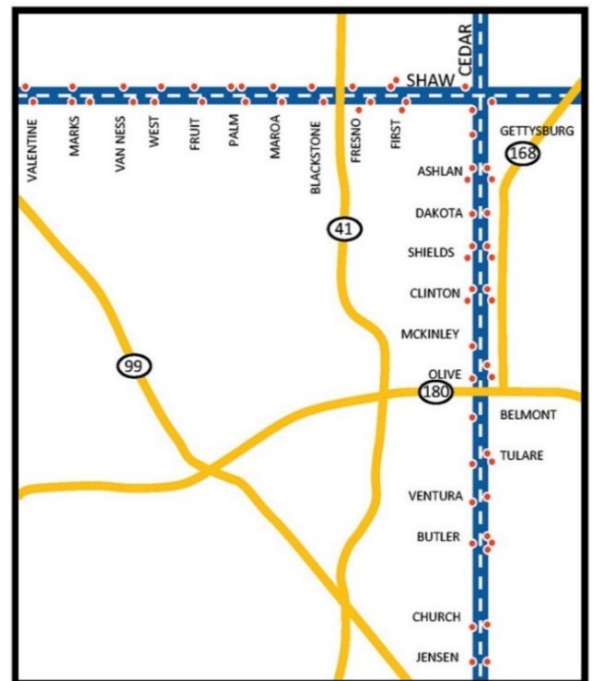 CEDAR
SHAW
VALENTINE
MARKS
VAN NESS
WEST
FRUIT
PALM
MAROA
BLACKSTONE
FRESNO
FIRST
GETTYSBURG
168
ASHLAN
DAKOTA
41
SHIELDS
CLINTON
MCKINLEY
99
OLIVE
180
BELMONT
TULARE
VENTURA
BUTLER
CHURCH
JENSEN